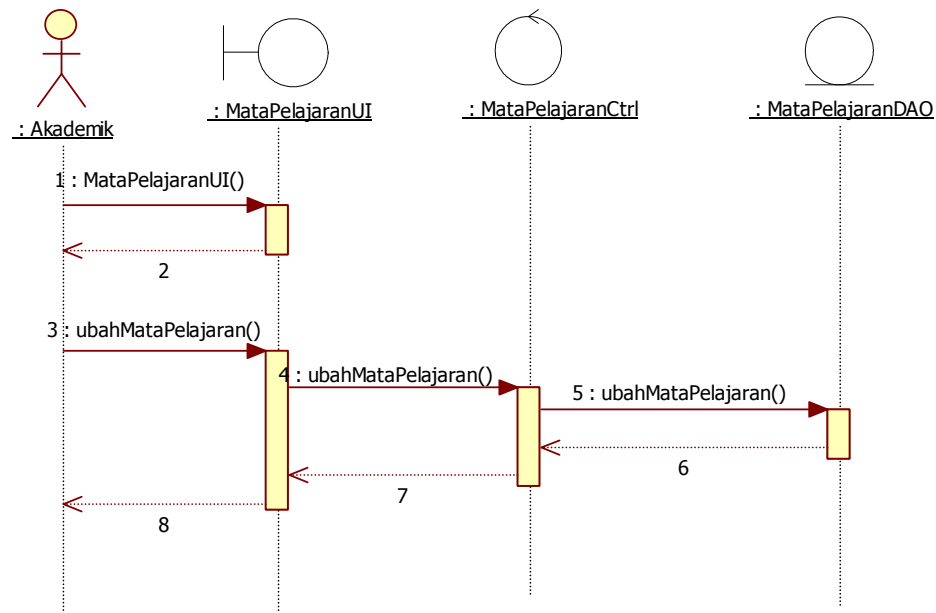 : Akademik
: MataPelajaranUI
: MataPelajaranCtrl
: MataPelajaranDAO
1 : MataPelajaranUI()
2
3 : ubahMataPelajaran()
4 : ubahMataPelajaran()
5 : ubahMataPelajaran()
6
7
8